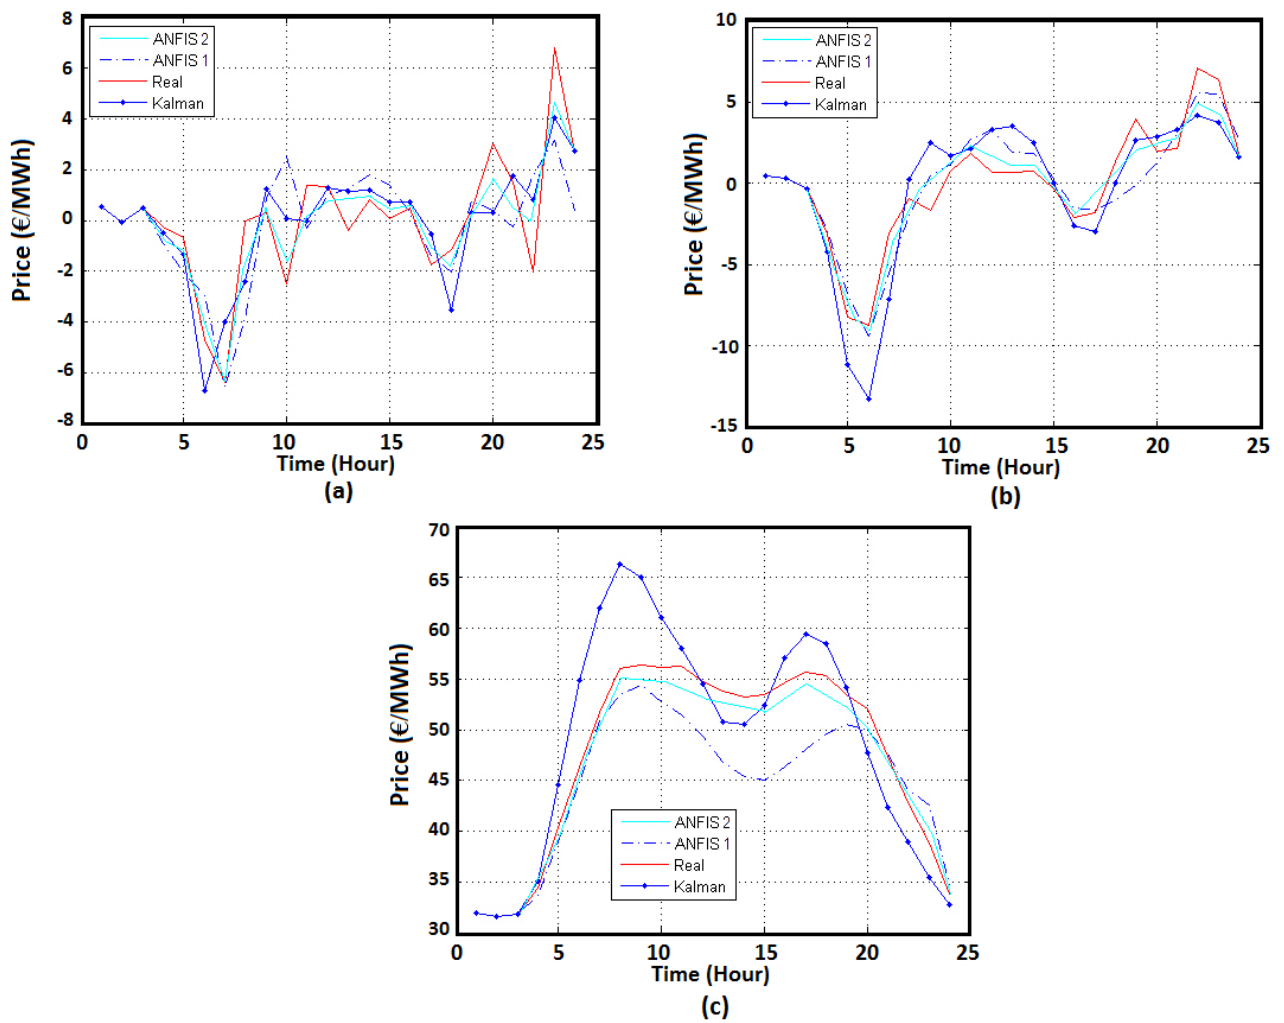 8
6
4
2
0
-2
-4
-6
-8
Price (€/MWh)
ANFIS 2
ANFIS 1
Real
Kalman
0 5 10 15 20 25
Time (Hour)
(a)
10
5
0
-5
-10
-15
Price (€/MWh)
ANFIS 2
ANFIS 1
Real
Kalman
0 5 10 15 20 25
Time (Hour)
(b)
70
65
60
55
50
45
40
35
30
Price (€/MWh)
ANFIS 2
ANFIS 1
Real
Kalman
0 5 10 15 20 25
Time (Hour)
(c)